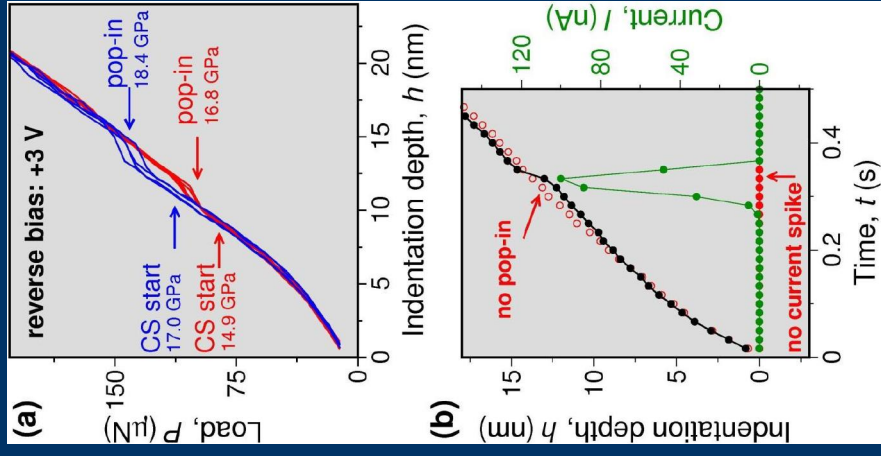 (a)
reverse bias: +3 V
CS start
17.0 GPa
CS start
14.9 GPa
pop-in
18.4 GPa
pop-in
16.8 GPa
150
75
0
Load, P (μN)
0
5
10
15
20
Indentation depth, h (nm)
(b)
Indentation depth, h (nm)
15
10
5
0
no pop-in
no current spike
0
0.2
0.4
Time, t (s)
120
80
40
0
Current, I (nA)